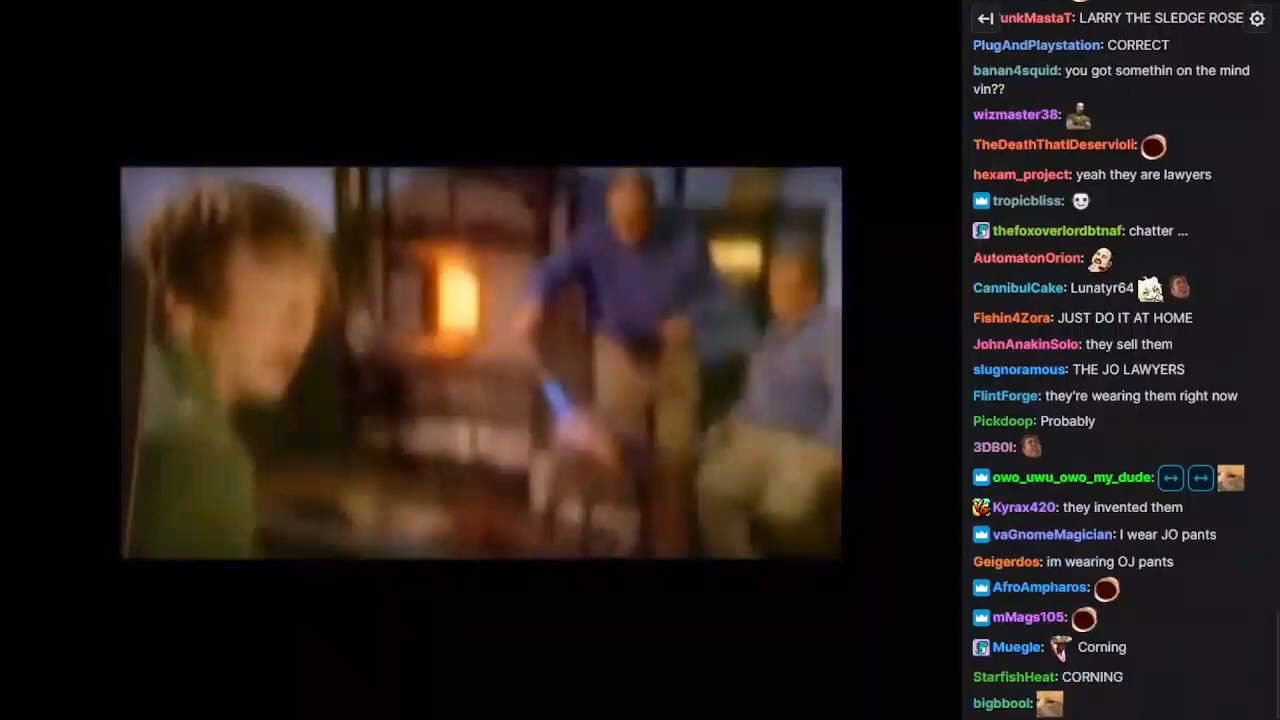 unkMastaT: LARRY THE SLEDGE ROSE
PlugAndPlaystation: CORRECT
banan4squid: you got somethin on the mind
vin??
wizmaster38:
TheDeathThatIDeservioli:
hexam_project: yeah they are lawyers
tropicbliss:
thefoxoverlordbtnaf: chatter ...
AutomatonOrion:
CannibulCake: Lunatyr64
Fishin4Zora: JUST DO IT AT HOME
JohnAnakinSolo: they sell them
slugnoramous: THE JO LAWYERS
FlintForge: they're wearing them right now
Pickdoop: Probably
3DB0I:
owo_uwu_owo_my_dude:
Kyrax420: they invented them
vaGnomeMagician: I wear JO pants
Geigerdos: im wearing OJ pants
AfroAmpharos:
mMags105:
Muegle: Corning
StarfishHeat: CORNING
bigbbool: